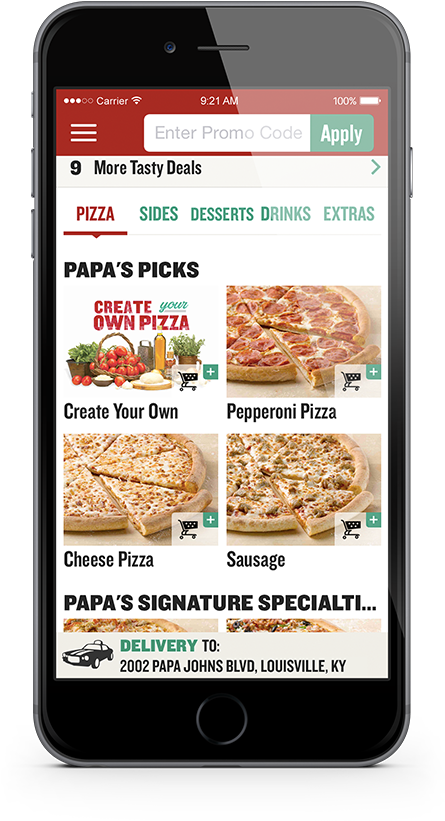 Carrier 9:21 AM 100%
Enter Promo Code Apply
9 More Tasty Deals
PIZZA SIDES DESSERTS DRINKS EXTRAS
PAPA'S PICKS
CREATE your
OWN PIZZA
Create Your Own Pepperoni Pizza
Cheese Pizza Sausage
PAPA'S SIGNATURE SPECIALTI...
DELIVERY TO:
2002 PAPA JOHNS BLVD, LOUISVILLE, KY